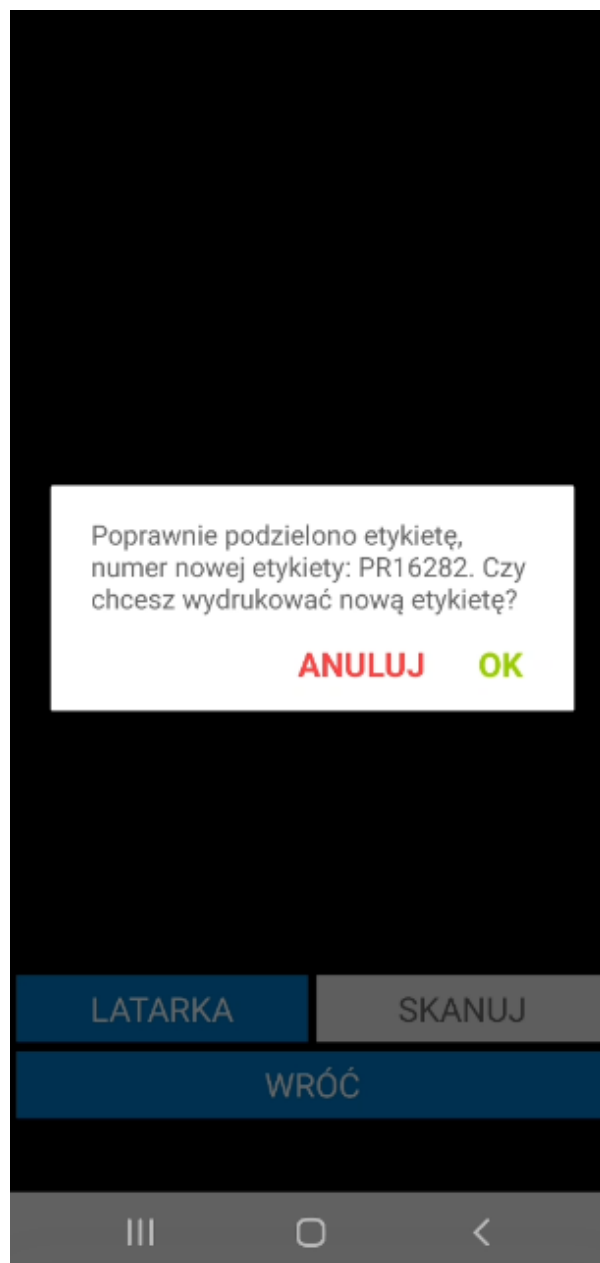 Poprawnie podzielono etykietę,
numer nowej etykiety: PR16282. Czy
chcesz wydrukować nową etykietę?
ANULUJ OK
LATARKA SKANUJ
WRÓĆ